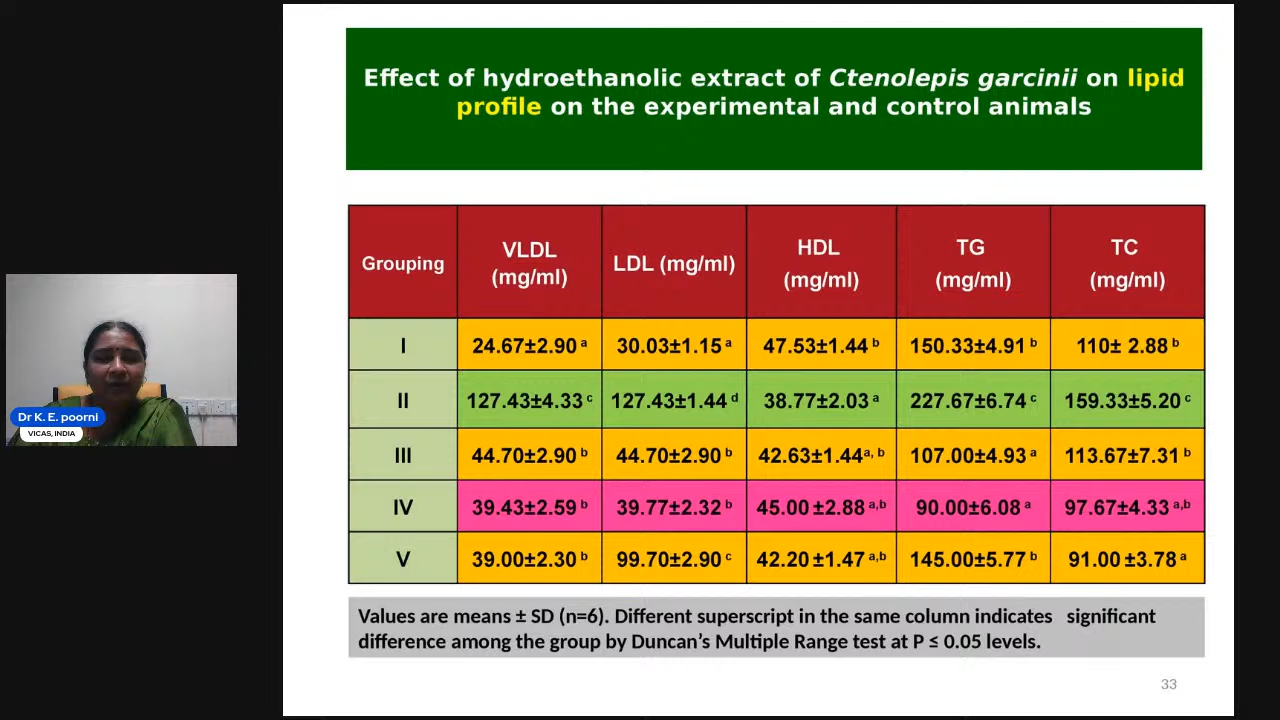 Effect of hydroethanolic extract of Ctenolepis garcinii on lipid
profile on the experimental and control animals
Grouping VLDL (mg/ml) LDL (mg/ml) HDL (mg/ml) TG (mg/ml) TC (mg/ml)
I 24.67±2.90 a 30.03±1.15 a 47.53±1.44 b 150.33±4.91 b 110± 2.88 b
II 127.43±4.33 c 127.43±1.44 d 38.77±2.03 a 227.67±6.74 c 159.33±5.20 c
III 44.70±2.90 b 44.70±2.90 b 42.63±1.44a, b 107.00±4.93 a 113.67±7.31 b
IV 39.43±2.59 b 39.77±2.32 b 45.00 ±2.88 a,b 90.00±6.08 a 97.67±4.33 a,b
V 39.00±2.30 b 99.70±2.90 c 42.20 ±1.47 a,b 145.00±5.77 b 91.00 ±3.78 a
Values are means ± SD (n=6). Different superscript in the same column indicates significant
difference among the group by Duncan's Multiple Range test at P ≤ 0.05 levels.
33
Dr K. E. poorni
VICAS, INDIA